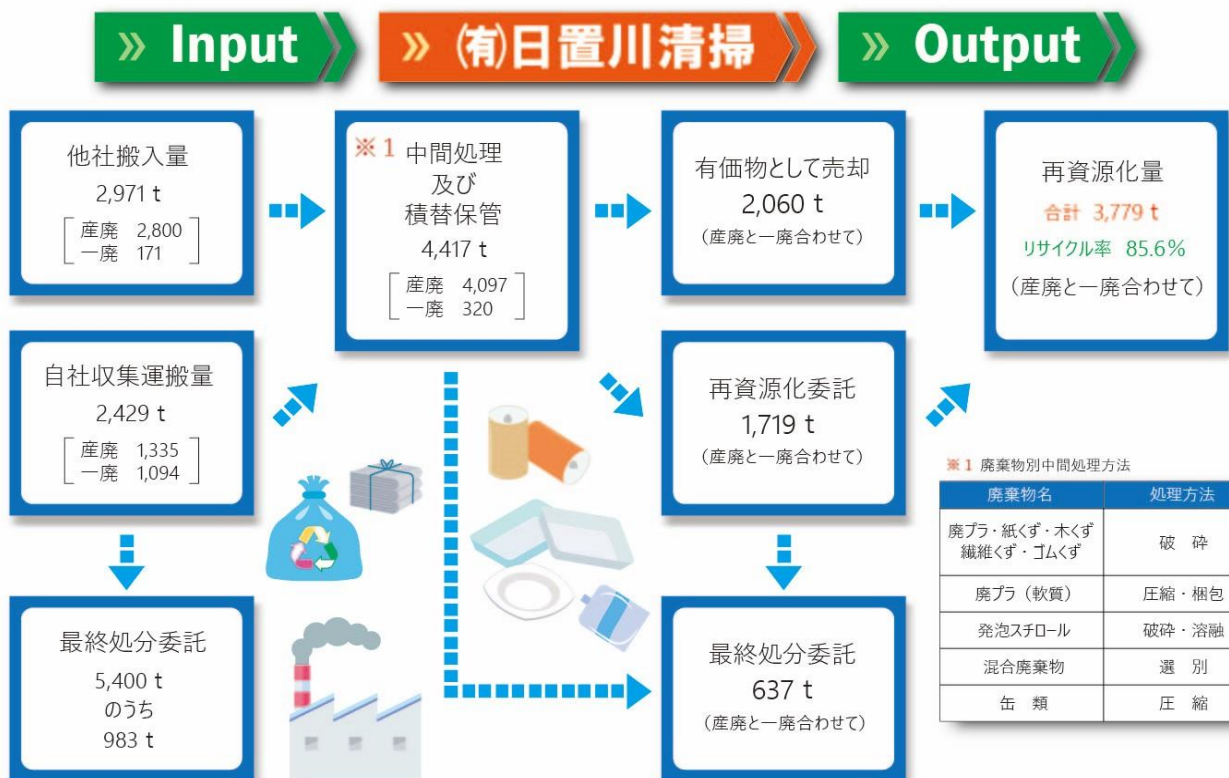 » Input
» ㈲日置川清掃
» Output
他社搬入量
2,971 t
産廃 2,800
一廃 171
※1 中間処理
及び
積替保管
4,417 t
産廃 4,097
一廃 320
有価物として売却
2,060 t
(産廃と一廃合わせて)
再資源化量
合計 3,779 t
リサイクル率 85.6%
(産廃と一廃合わせて)
自社収集運搬量
2,429 t
産廃 1,335
一廃 1,094
再資源化委託
1,719 t
(産廃と一廃合わせて)
最終処分委託
5,400 t
のうち
983 t
最終処分委託
637 t
(産廃と一廃合わせて)
※1 廃棄物別中間処理方法
廃棄物名 処理方法
廃プラ・紙くず・木くず
繊維くず・ゴムくず
破 砕
廃プラ（軟質） 圧縮・梱包
発泡スチロール 破砕・溶融
混合廃棄物 選 別
缶 類 圧 縮